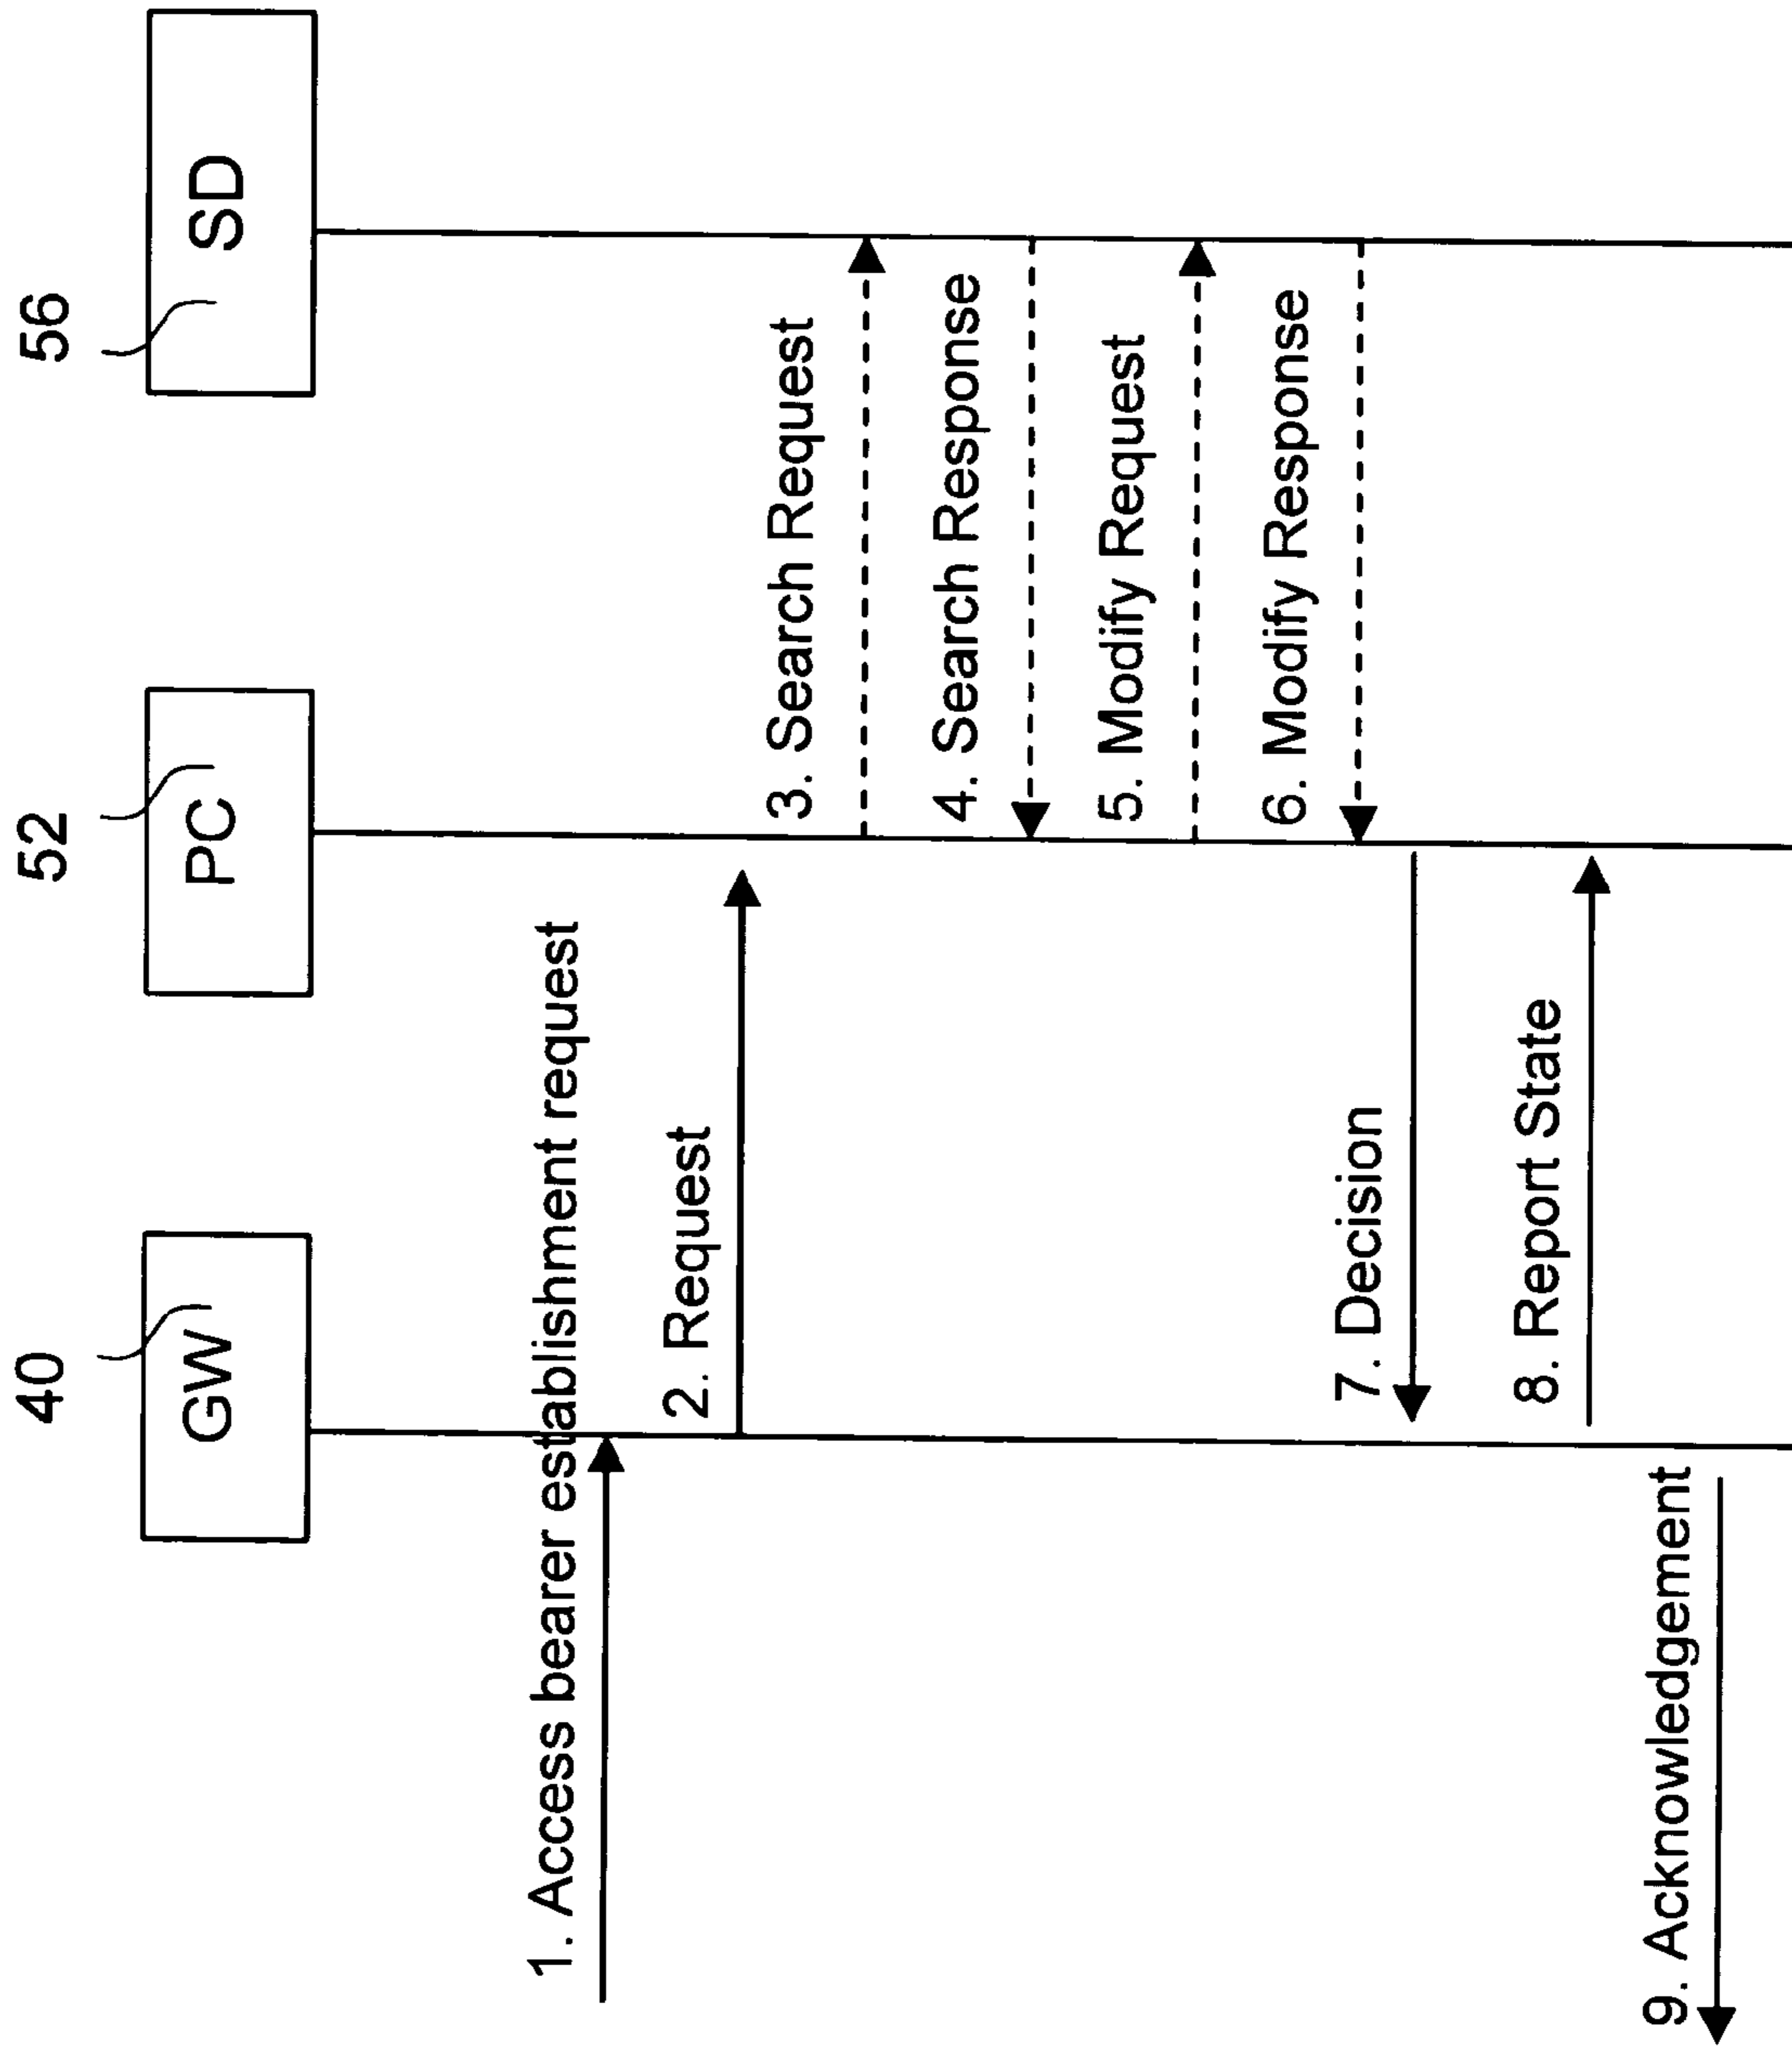 40
52
56
GW
PC
SD
1. Access bearer establishment request
2. Request
3. Search Request
4. Search Response
5. Modify Request
6. Modify Response
7. Decision
8. Report State
9. Acknowledgement